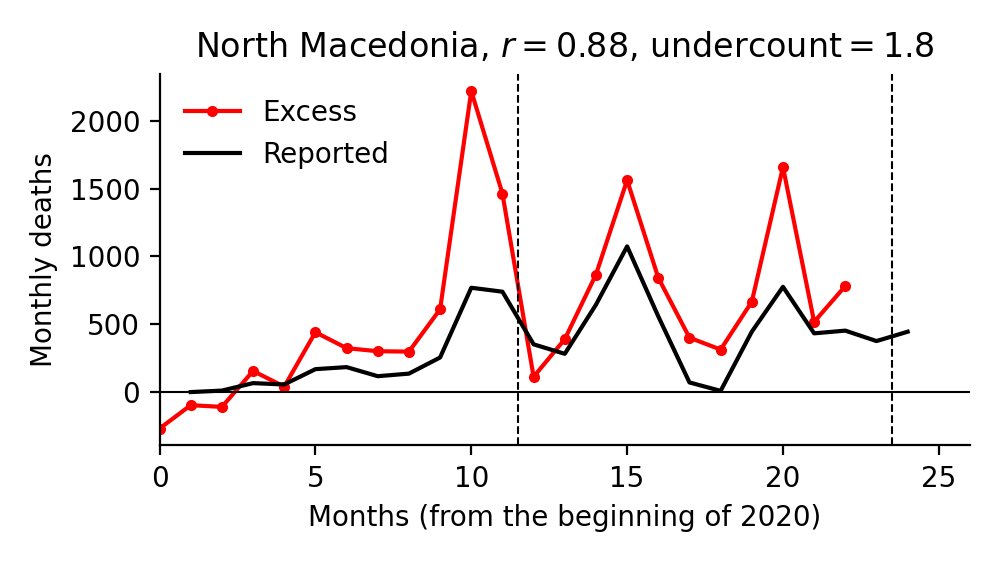 North Macedonia, r = 0.88, undercount = 1.8
Excess
Reported
Monthly deaths
2000
1500
1000
500
0
0 5 10 15 20 25
Months (from the beginning of 2020)